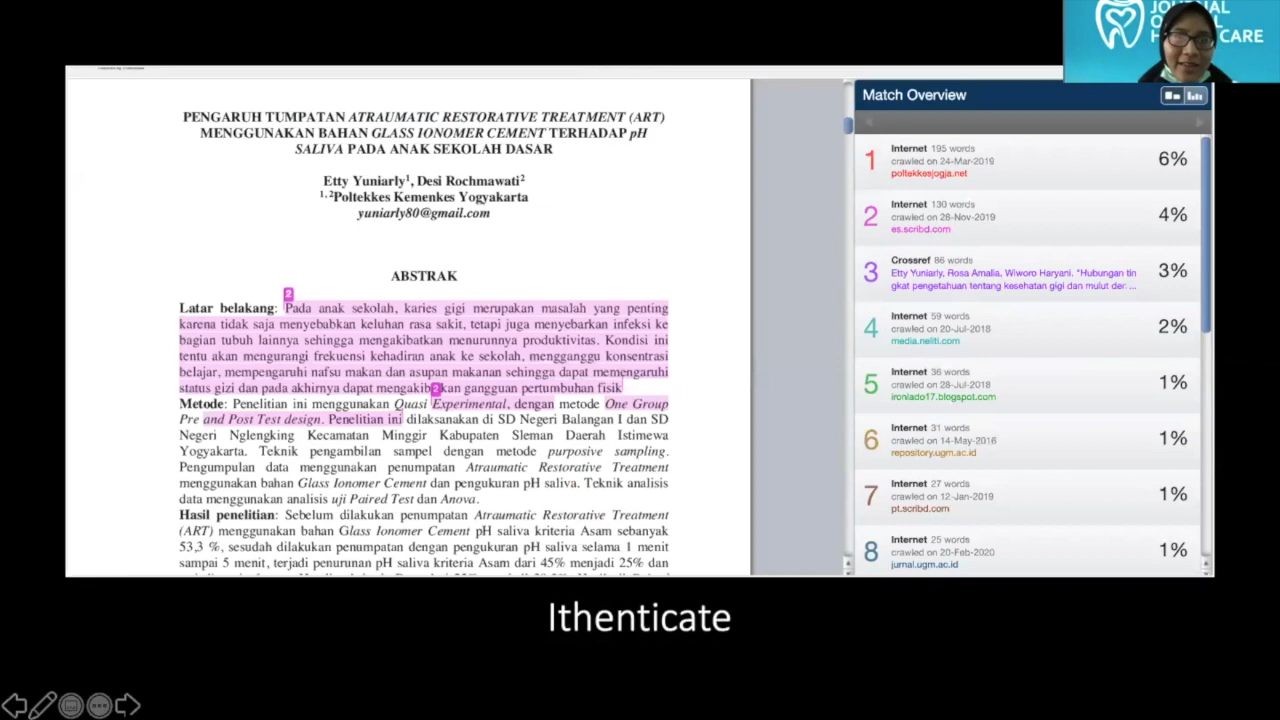 JOURNAL
O
H CARE
PENGARUH TUMPATAN ATRAUMATIC RESTORATIVE TREATMENT (ART)
MENGGUNAKAN BAHAN GLASS IONOMER CEMENT TERHADAP pH
SALIVA PADA ANAK SEKOLAH DASAR
Etty Yuniarly1, Desi Rochmawati2
1, 2Poltekkes Kemenkes Yogyakarta
yuniarly80@gmail.com
ABSTRAK
2
Latar belakang: Pada anak sekolah, karies gigi merupakan masalah yang penting
karena tidak saja menyebabkan keluhan rasa sakit, tetapi juga menyebarkan infeksi ke
bagian tubuh lainnya sehingga mengakibatkan menurunnya produktivitas. Kondisi ini
tentu akan mengurangi frekuensi kehadiran anak ke sekolah, mengganggu konsentrasi
belajar, mempengaruhi nafsu makan dan asupan makanan sehingga dapat memengaruhi
status gizi dan pada akhirnya dapat mengakib 2 kan gangguan pertumbuhan fisik
Metode: Penelitian ini menggunakan Quasi Experimental, dengan metode One Group
Pre and Post Test design. Penelitian ini dilaksanakan di SD Negeri Balangan I dan SD
Negeri Nglengking Kecamatan Minggir Kabupaten Sleman Daerah Istimewa
Yogyakarta. Teknik pengambilan sampel dengan metode purposive sampling.
Pengumpulan data menggunakan penumpatan Atraumatic Restorative Treatment
menggunakan bahan Glass Ionomer Cement dan pengukuran pH saliva. Teknik analisis
data menggunakan analisis uji Paired Test dan Anova.
Hasil penelitian: Sebelum dilakukan penumpatan Atraumatic Restorative Treatment
(ART) menggunakan bahan Glass Ionomer Cement pH saliva kriteria Asam sebanyak
53,3 %, sesudah dilakukan penumpatan dengan pengukuran pH saliva selama 1 menit
sampai 5 menit, terjadi penurunan pH saliva kriteria Asam dari 45% menjadi 25% dan
Match Overview
1 Internet 195 words 6%
crawled on 24-Mar-2019
poltekkesjogja.net
2 Internet 130 words 4%
crawled on 28-Nov-2019
es.scribd.com
3 Crossref 86 words 3%
Etty Yuniarly, Rosa Amalia, Wiworo Haryani. "Hubungan tin
gkat pengetahuan tentang kesehatan gigi dan mulut den ...
4 Internet 59 words 2%
crawled on 20-Jul-2018
media.neliti.com
5 Internet 36 words 1%
crawled on 28-Jul-2018
ironlado17.blogspot.com
6 Internet 31 words 1%
crawled on 14-May-2016
repository.ugm.ac.id
7 Internet 27 words 1%
crawled on 12-Jan-2019
pt.scribd.com
8 Internet 25 words 1%
crawled on 20-Feb-2020
jurnal.ugm.ac.id
Ithenticate